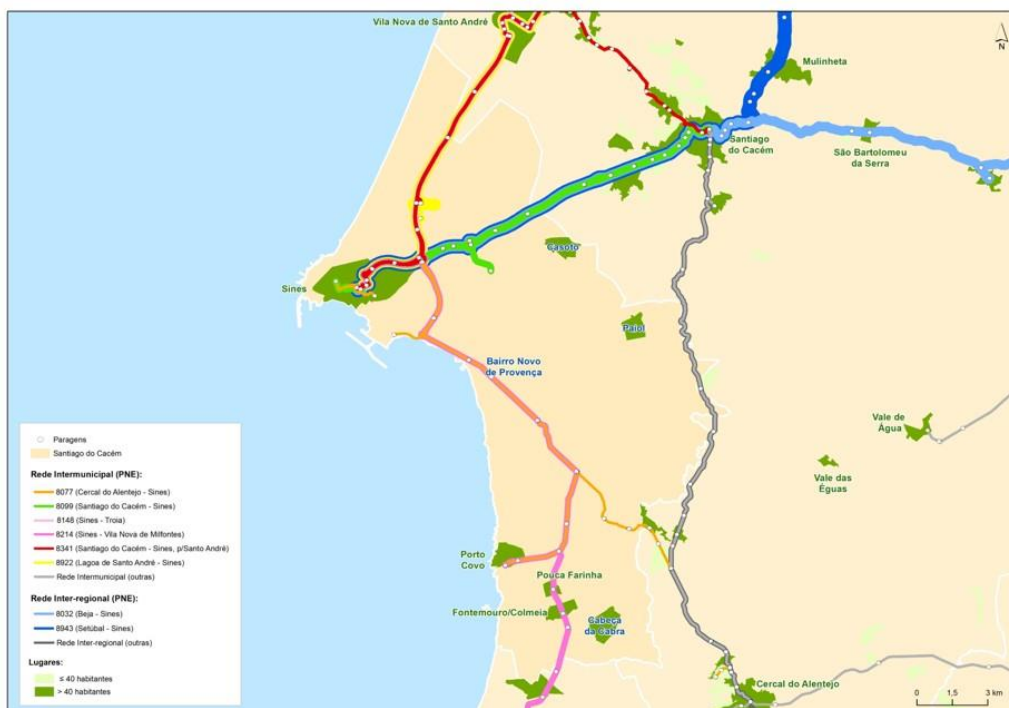 Vila Nova de Santo André
N
Mulinheta
Santiago
do Cacém
São Bartolomeu
da Serra
Casoto
Sines
Paiol
Bairro Novo
de Provença
Vale de
Água
Vale das
Éguas
Porto
Covo
Pouca Farinha
Fontemouro/Colmeia
Cabeça
da Cabra
Cercal do Alentejo
0 1,5 3 km
Paragens
Santiago do Cacém
Rede Intermunicipal (PNE):
8077 (Cercal do Alentejo - Sines)
8099 (Santiago do Cacém - Sines)
8148 (Sines - Troia)
8214 (Sines - Vila Nova de Milfontes)
8341 (Santiago do Cacém - Sines, p/Santo André)
8922 (Lagoa de Santo André - Sines)
Rede Intermunicipal (outras)
Rede Inter-regional (PNE):
8032 (Beja - Sines)
8943 (Setúbal - Sines)
Rede Inter-regional (outras)
Lugares:
≤ 40 habitantes
> 40 habitantes